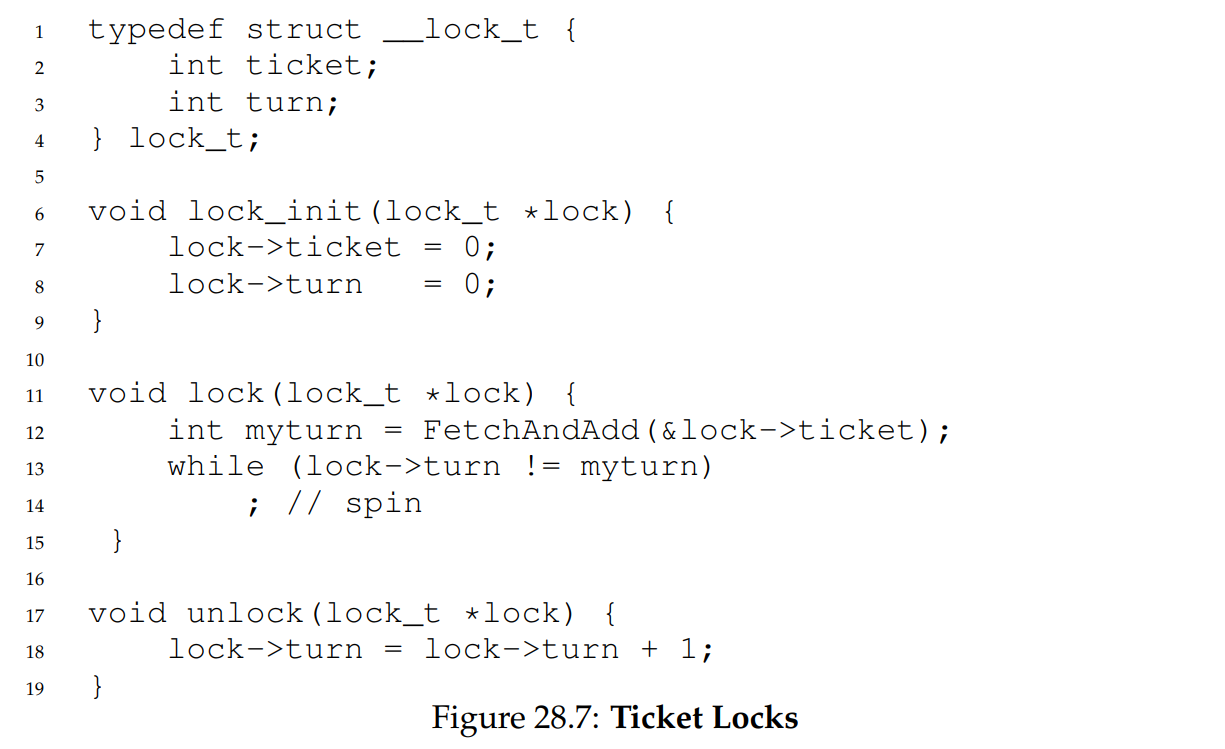 1 typedef struct __lock_t {
2 int ticket;
3 int turn;
4 } lock_t;
5
6 void lock_init(lock_t *lock) {
7 lock->ticket = 0;
8 lock->turn = 0;
9 }
10
11 void lock(lock_t *lock) {
12 int myturn = FetchAndAdd(&lock->ticket);
13 while (lock->turn != myturn)
14 ; // spin
15 }
16
17 void unlock(lock_t *lock) {
18 lock->turn = lock->turn + 1;
19 }
Figure 28.7: Ticket Locks